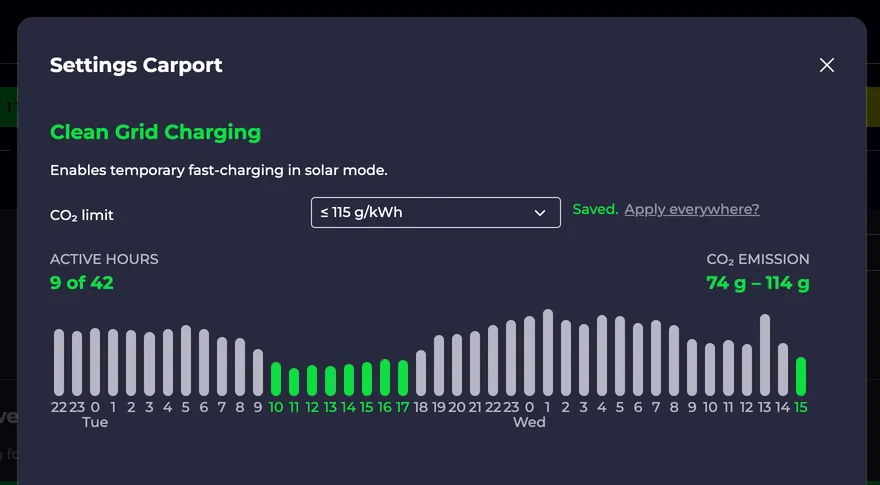 Settings Carport
Clean Grid Charging
Enables temporary fast-charging in solar mode.
CO₂ limit
≤ 115 g/kWh
Saved. Apply everywhere?
ACTIVE HOURS
CO₂ EMISSION
9 of 42
74 g – 114 g
22 23 0 1 2 3 4 5 6 7 8 9 10 11 12 13 14 15 16 17 18 19 20 21 22 23 0 1 2 3 4 5 6 7 8 9 10 11 12 13 14 15
Tue Wed